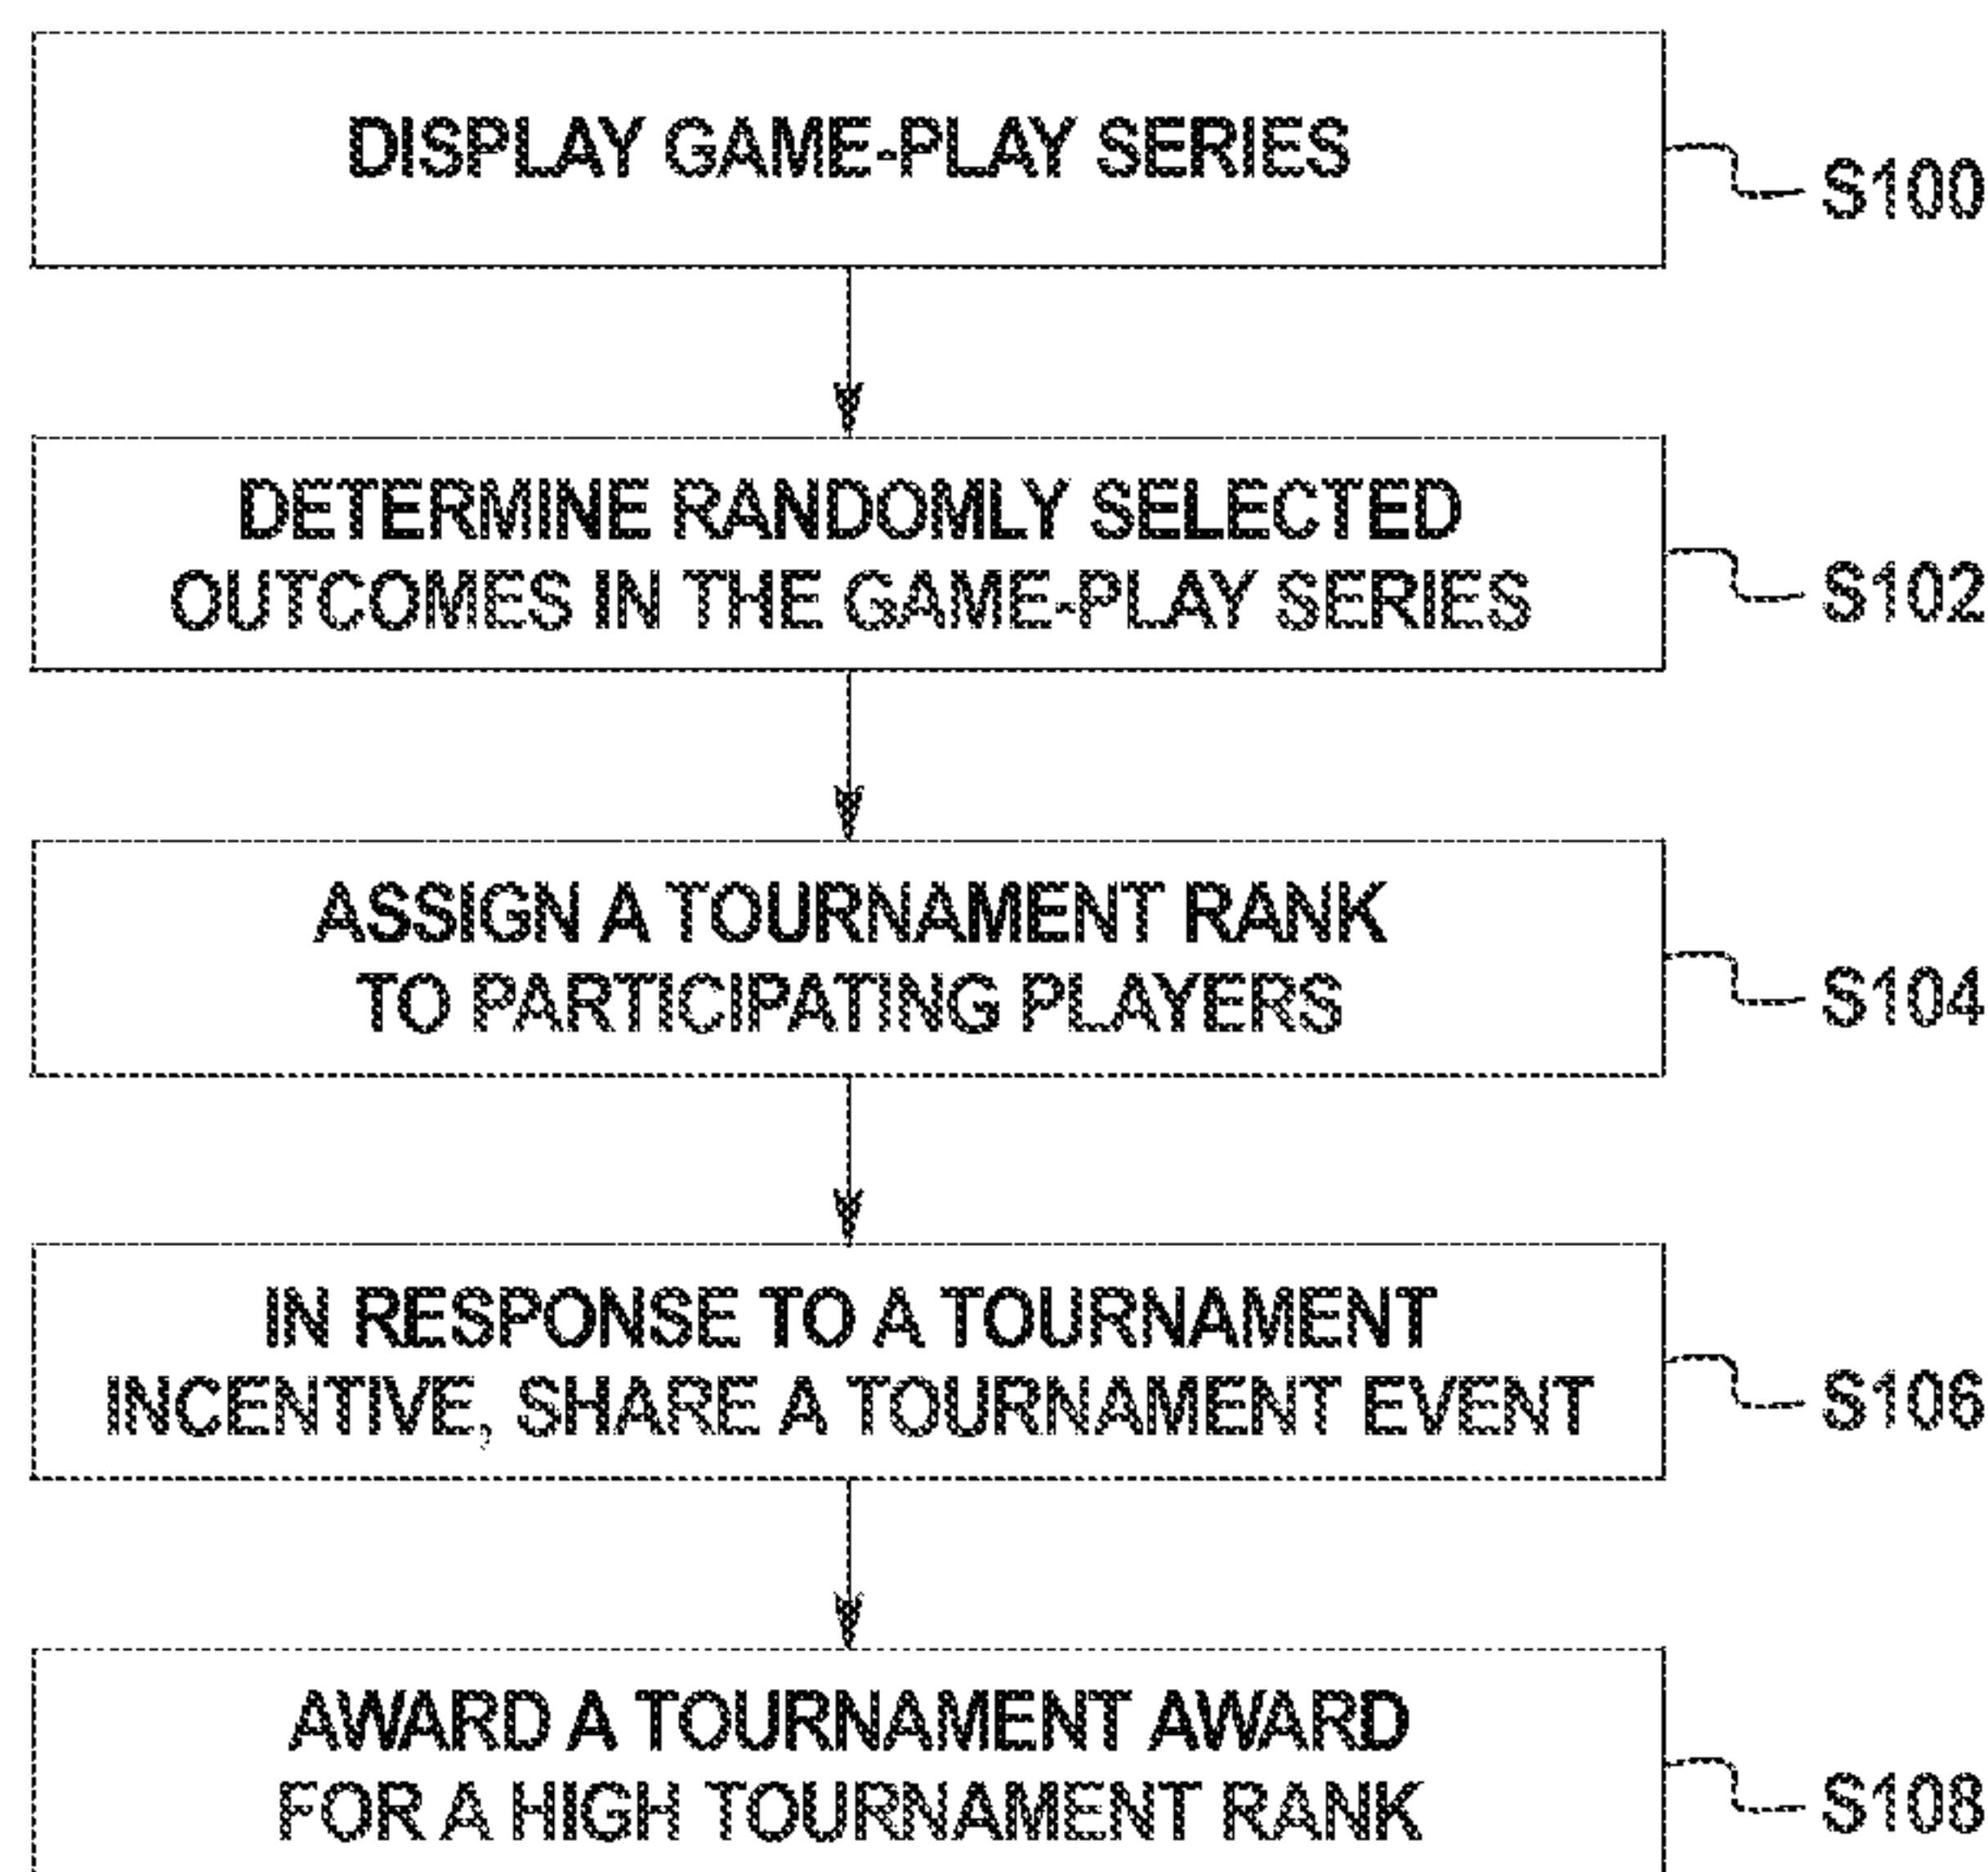 DISPLAY GAME-PLAY SERIES
S100
DETERMINE RANDOMLY SELECTED
OUTCOMES IN THE GAME-PLAY SERIES
S102
ASSIGN A TOURNAMENT RANK
TO PARTICIPATING PLAYERS
S104
IN RESPONSE TO A TOURNAMENT
INCENTIVE, SHARE A TOURNAMENT EVENT
S106
AWARD A TOURNAMENT AWARD
FOR A HIGH TOURNAMENT RANK
S108